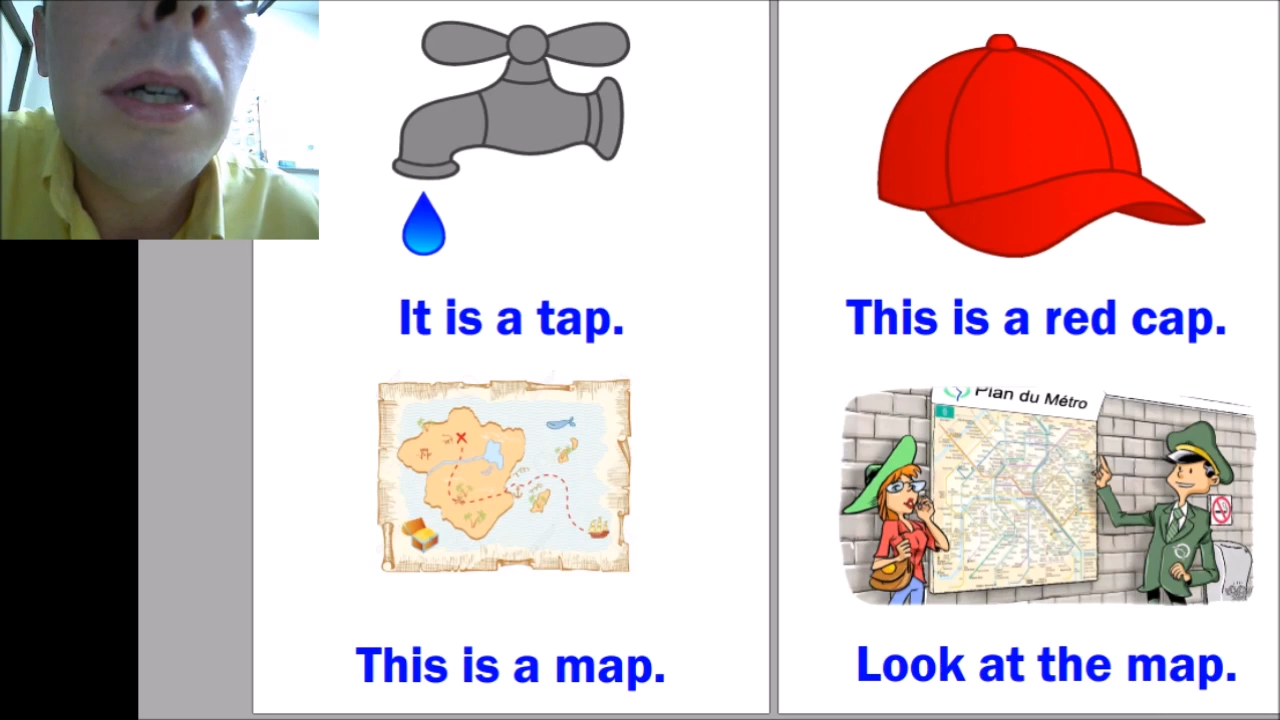 It is a tap.
This is a red cap.
This is a map.
Plan du Métro
Look at the map.